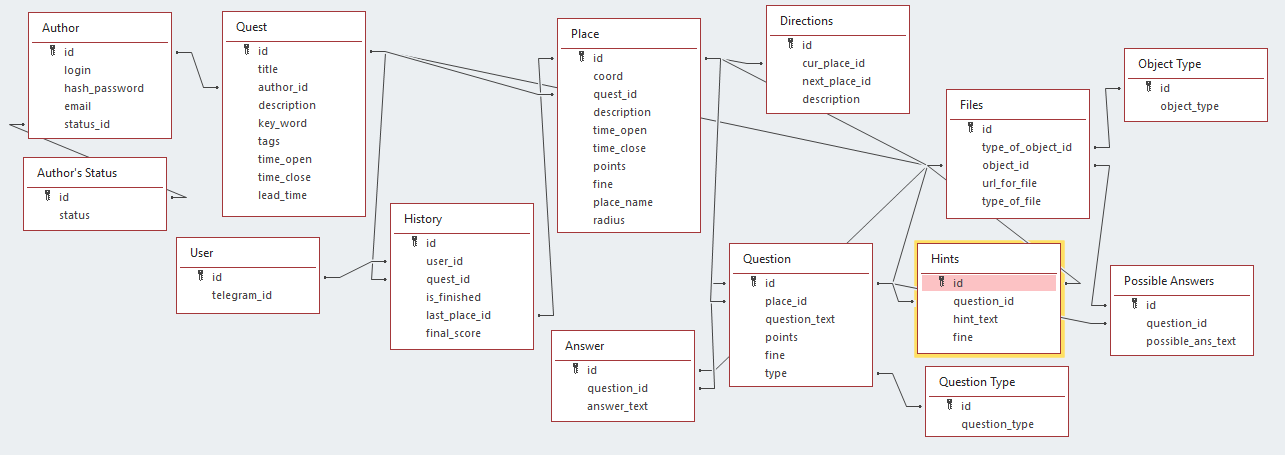 Author
id
login
hash_password
email
status_id
Author's Status
id
status
Quest
id
title
author_id
description
key_word
tags
time_open
time_close
lead_time
User
id
telegram_id
History
id
user_id
quest_id
is_finished
last_place_id
final_score
Place
id
coord
quest_id
description
time_open
time_close
points
fine
place_name
radius
Answer
id
question_id
answer_text
Directions
id
cur_place_id
next_place_id
description
Question
id
place_id
question_text
points
fine
type
Files
id
type_of_object_id
object_id
url_for_file
type_of_file
Hints
id
question_id
hint_text
fine
Question Type
id
question_type
Object Type
id
object_type
Possible Answers
id
question_id
possible_ans_text